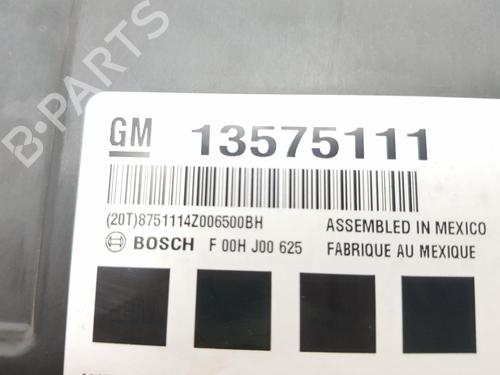 B-PARTS
GM 13575111
(20T)8751114Z006500BH
ASSEMBLED IN MEXICO
BOSCH F 00H J00 625
FABRIQUE AU MEXIQUE